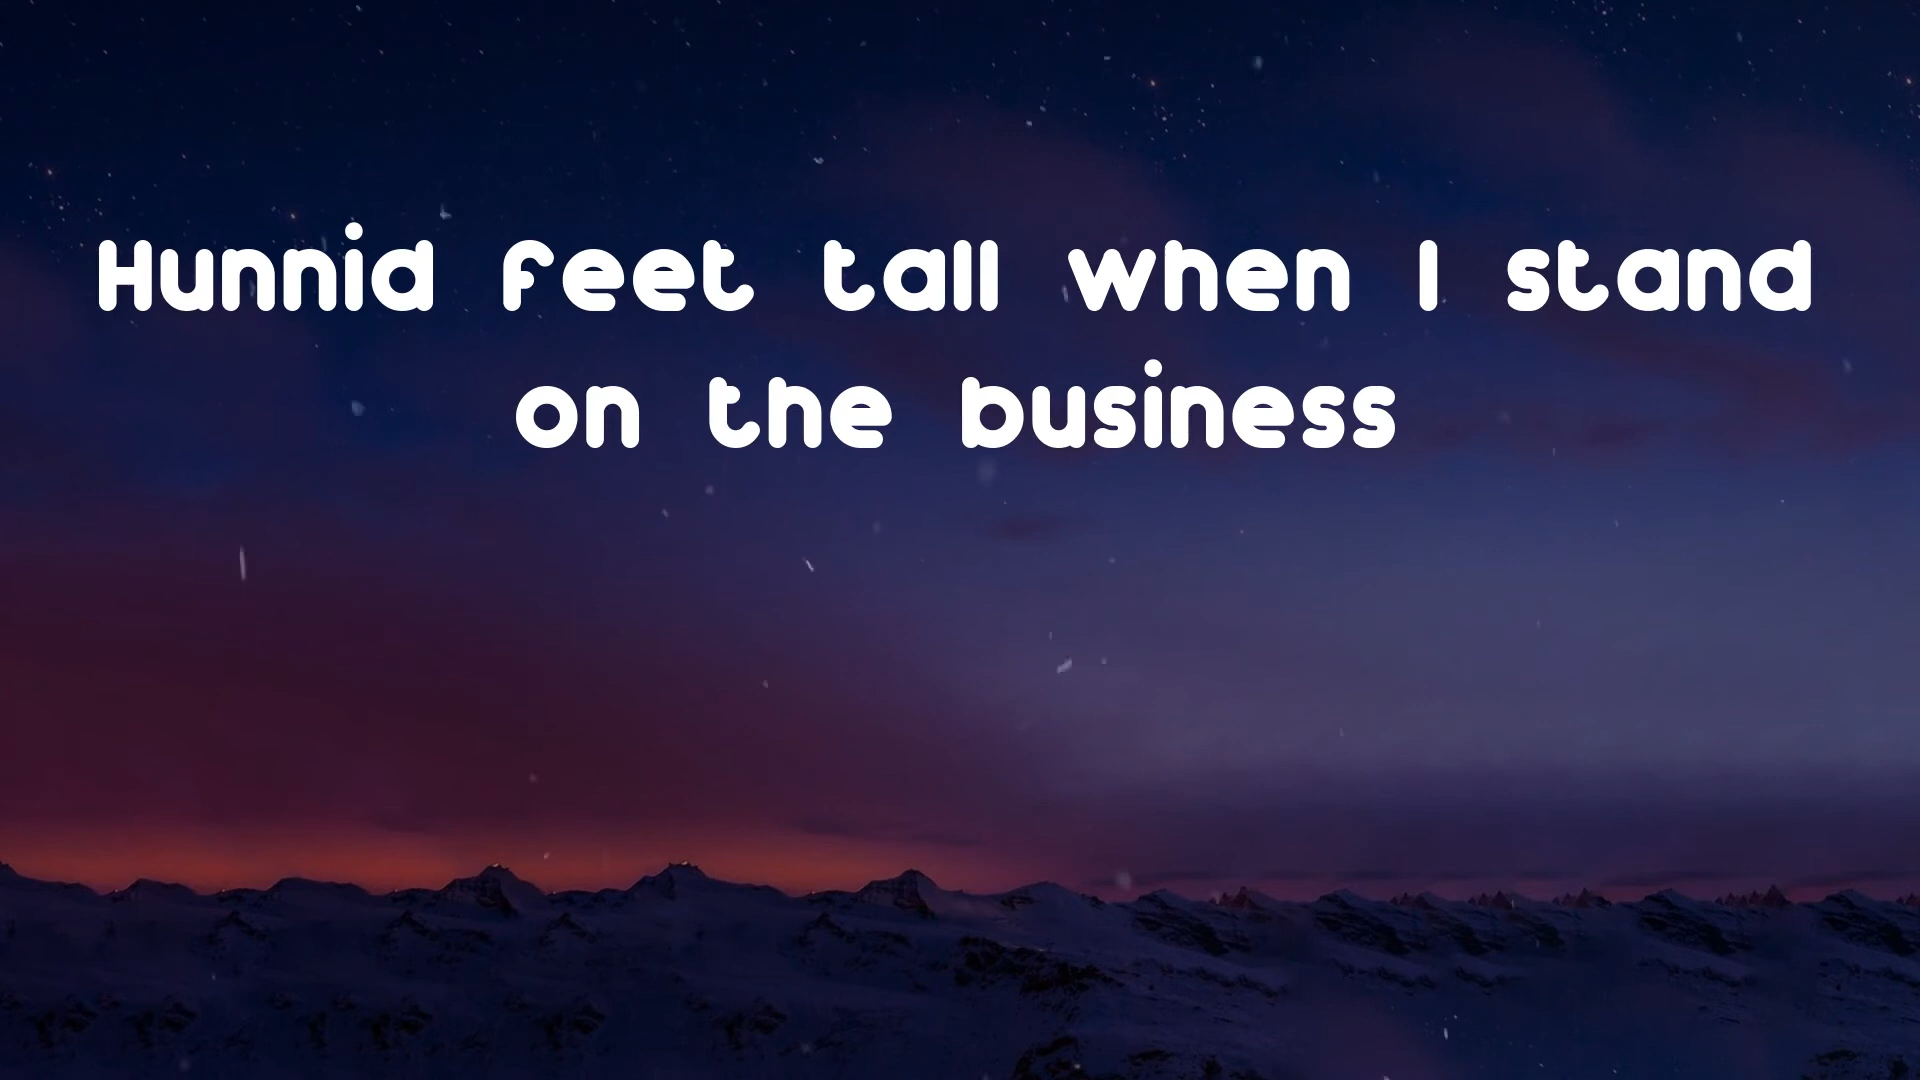 Hunnid feet tall when I stand
on the business